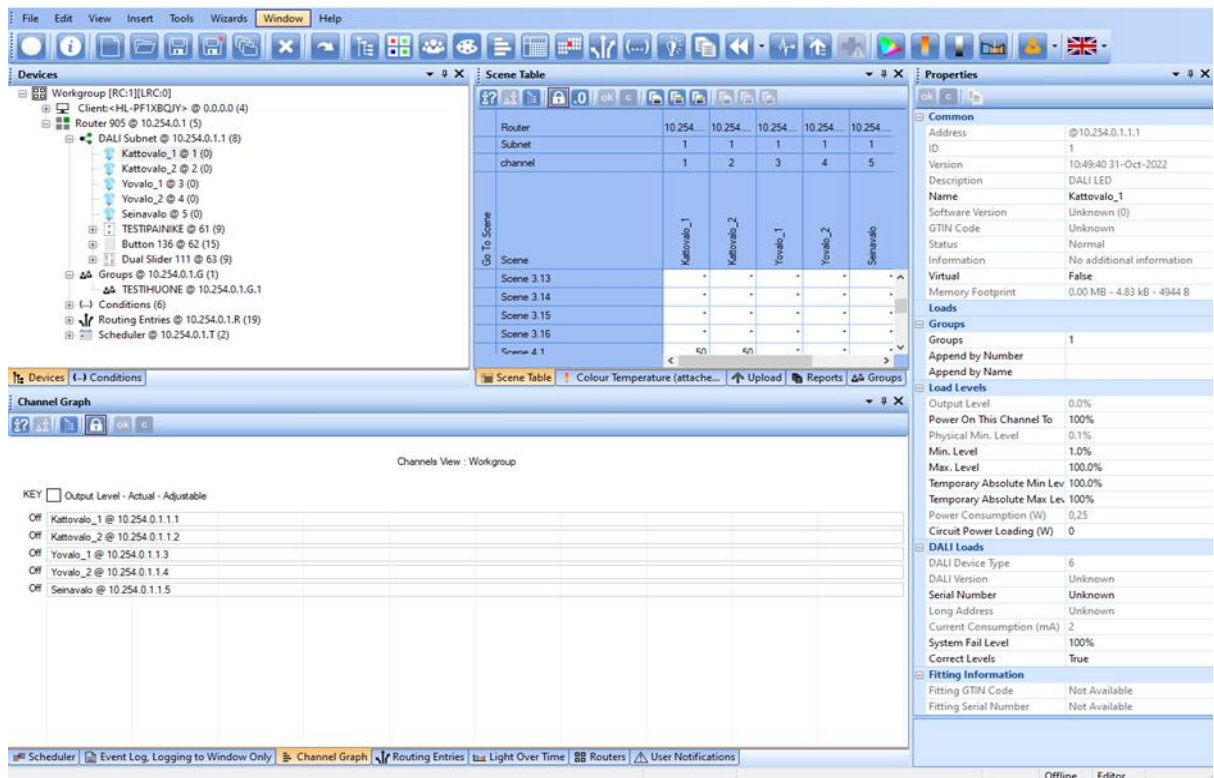 File Edit View Insert Tools Wizards Window Help
Devices
Workgroup [RC:1][LRC:0]
Client:<HL-PF1XBQJY> @ 0.0.0.0 (4)
Router 905 @ 10.254.0.1 (5)
DALI Subnet @ 10.254.0.1.1 (8)
Kattovalo_1 @ 1 (0)
Kattovalo_2 @ 2 (0)
Yovalo_1 @ 3 (0)
Yovalo_2 @ 4 (0)
Seinavalo @ 5 (0)
TESTIPAINIKE @ 61 (9)
Button 136 @ 62 (15)
Dual Slider 111 @ 63 (9)
Groups @ 10.254.0.1.G (1)
TESTIHUONE @ 10.254.0.1.G.1
Conditions (6)
Routing Entries @ 10.254.0.1.R (19)
Scheduler @ 10.254.0.1.T (2)
Devices (...) Conditions
Scene Table
.0 ok c
Router 10.254.... 10.254.... 10.254.... 10.254.... 10.254....
Subnet 1 1 1 1 1
channel 1 2 3 4 5
Go To Scene
Scene Kattovalo_1 Kattovalo_2 Yovalo_1 Yovalo_2 Seinavalo
Scene 3.13 * * * * *
Scene 3.14 * * * * *
Scene 3.15 * * * * *
Scene 3.16 * * * * *
Scene 4.1 50 50 * * *
Scene Table Colour Temperature (attache... Upload Reports Groups
Channel Graph
ok c
Channels View : Workgroup
KEY Output Level - Actual - Adjustable
Off Kattovalo_1 @ 10.254.0.1.1.1
Off Kattovalo_2 @ 10.254.0.1.1.2
Off Yovalo_1 @ 10.254.0.1.1.3
Off Yovalo_2 @ 10.254.0.1.1.4
Off Seinavalo @ 10.254.0.1.1.5
Scheduler Event Log, Logging to Window Only Channel Graph Routing Entries Light Over Time Routers User Notifications
Properties
ok c
Common
Address @10.254.0.1.1.1
ID 1
Version 10:49:40 31-Oct-2022
Description DALI LED
Name Kattovalo_1
Software Version Unknown (0)
GTIN Code Unknown
Status Normal
Information No additional information
Virtual False
Memory Footprint 0.00 MB - 4.83 kB - 4944 B
Loads
Groups
Groups 1
Append by Number
Append by Name
Load Levels
Output Level 0.0%
Power On This Channel To 100%
Physical Min. Level 0.1%
Min. Level 1.0%
Max. Level 100.0%
Temporary Absolute Min Lev 100.0%
Temporary Absolute Max Lev 100%
Power Consumption (W) 0,25
Circuit Power Loading (W) 0
DALI Loads
DALI Device Type 6
DALI Version Unknown
Serial Number Unknown
Long Address Unknown
Current Consumption (mA) 2
System Fail Level 100%
Correct Levels True
Fitting Information
Fitting GTIN Code Not Available
Fitting Serial Number Not Available
Offline Editor